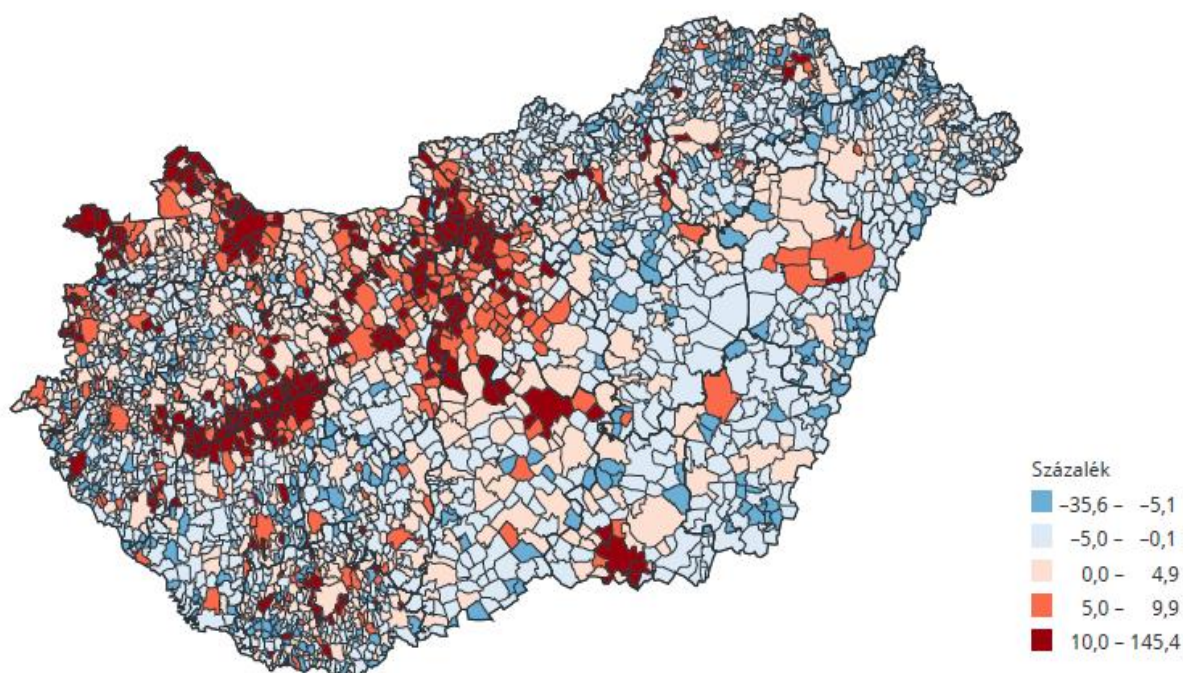 Százalék
–35,6 – –5,1
–5,0 – –0,1
0,0 – 4,9
5,0 – 9,9
10,0 – 145,4